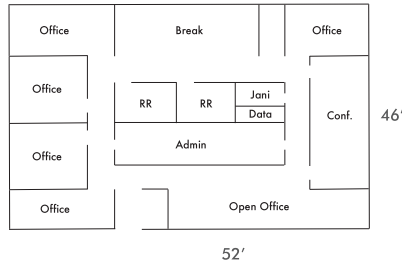 Office
Break
Office
Office
RR
RR
Jani
Data
Conf.
46'
Admin
Office
Office
Open Office
52'